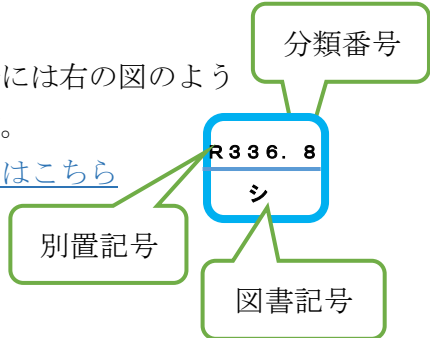 分類番号
には右の図のよう
。
R336. 8
はこちら
シ
別置記号
図書記号